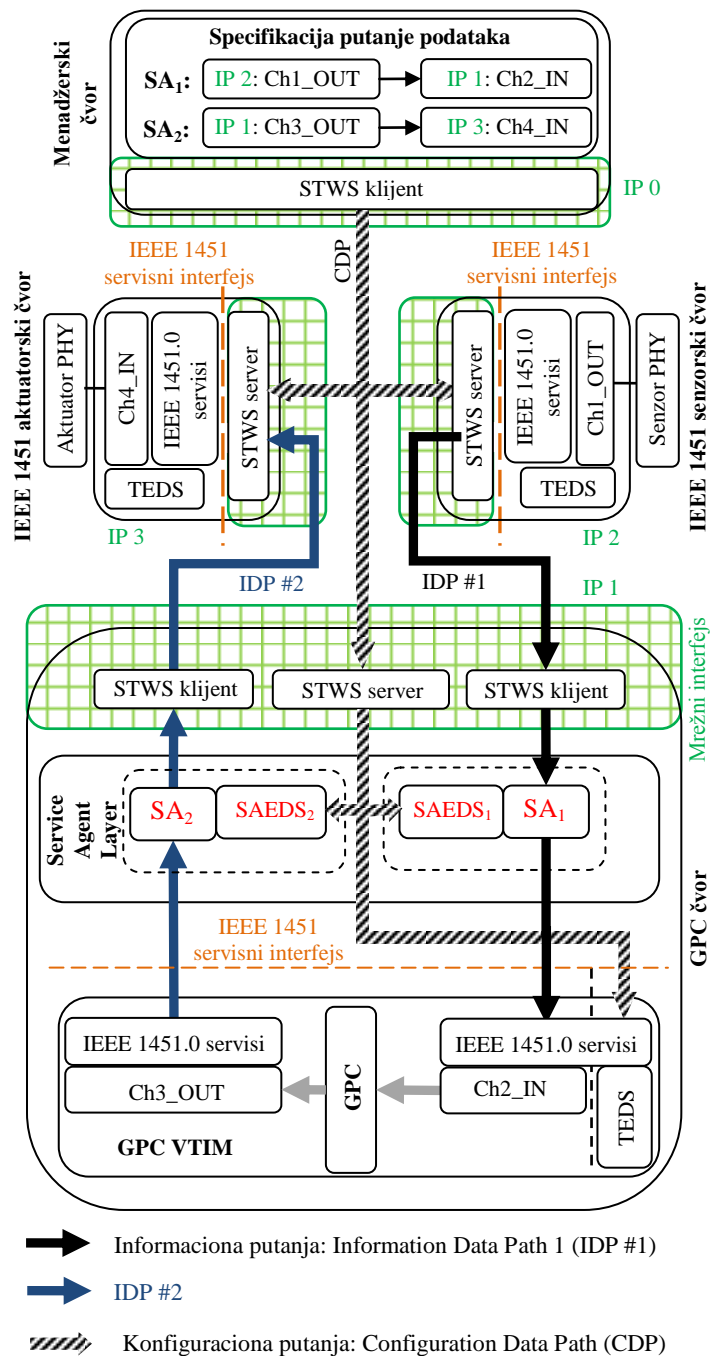 Specifikacija putanje podataka
Menadžerski
čvor
SA1:
IP 2: Ch1_OUT
IP 1: Ch2_IN
SA2:
IP 1: Ch3_OUT
IP 3: Ch4_IN
STWS klijent
IP 0
CDP
IEEE 1451
servisni interfejs
IEEE 1451
servisni interfejs
IEEE 1451 aktuatorski čvor
Aktuator PHY
Ch4_IN
IEEE 1451.0
servisi
STWS server
TEDS
IP 3
STWS server
IEEE 1451.0
servisi
Ch1_OUT
Senzor PHY
IEEE 1451 senzorski čvor
TEDS
IP 2
IDP #2
IDP #1
IP 1
STWS klijent
STWS server
STWS klijent
Mrežni interfejs
Service
Agent
Layer
SA2
SAEDS2
SAEDS1
SA1
GPC čvor
IEEE 1451
servisni interfejs
IEEE 1451.0 servisi
Ch3_OUT
GPC
IEEE 1451.0 servisi
Ch2_IN
TEDS
GPC VTIM
Informaciona putanja: Information Data Path 1 (IDP #1)
IDP #2
Konfiguraciona putanja: Configuration Data Path (CDP)